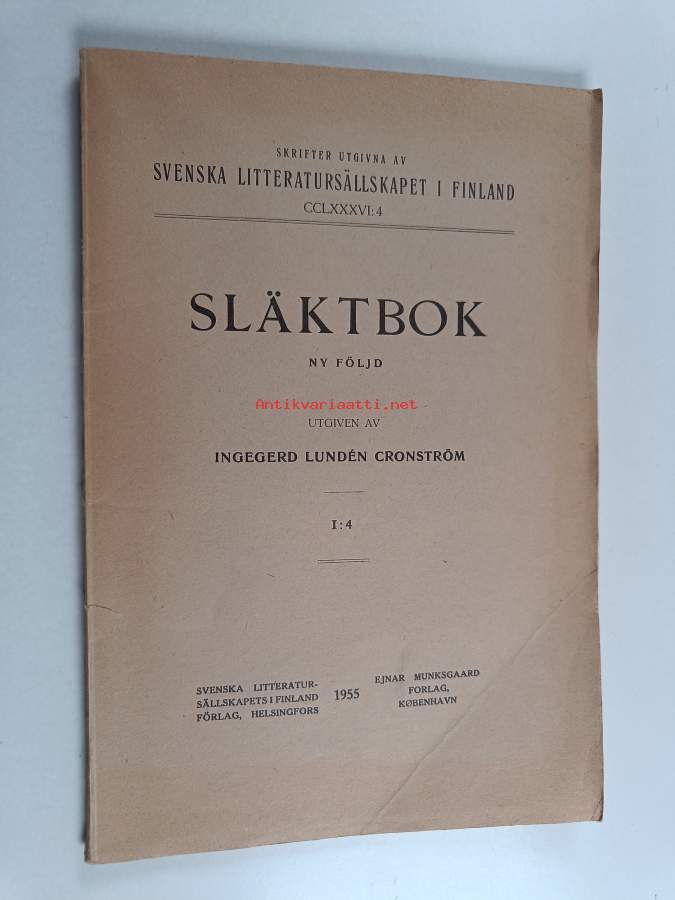 SKRIFTER UTGIVNA AV
SVENSKA LITTERATURSÄLLSKAPET I FINLAND
CCLXXXVI:4
SLÄKTBOK
NY FÖLJD
Antikvariaatti.net
UTGIVEN AV
INGEGERD LUNDÉN CRONSTRÖM
I:4
SVENSKA LITTERATUR-
SÄLLSKAPETS I FINLAND
FÖRLAG, HELSINGFORS
1955
EJNAR MUNKSGAARD
FORLAG,
KØBENHAVN